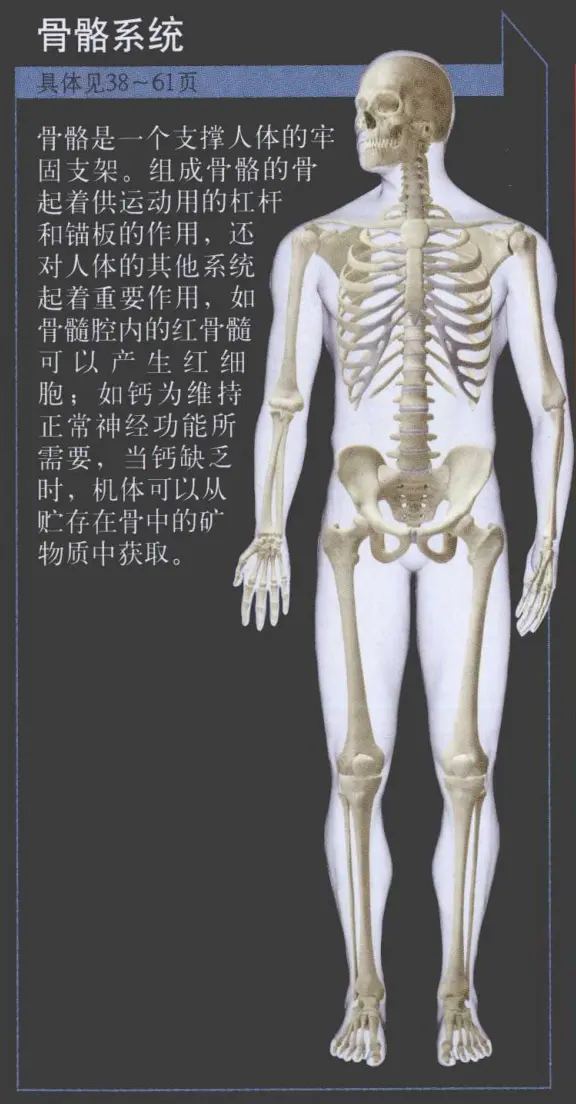 骨骼系统
具体见38～61页
骨骼是一个支撑人体的牢
固支架。组成骨骼的骨
起着供运动用的杠杆
和锚板的作用，还
对人体的其他系统
起着重要作用，如
骨髓腔内的红骨髓
可以产生红细
胞；如钙为维持
正常神经功能所
需要，当钙缺乏
时，机体可以从
贮存在骨中的矿
物质中获取。